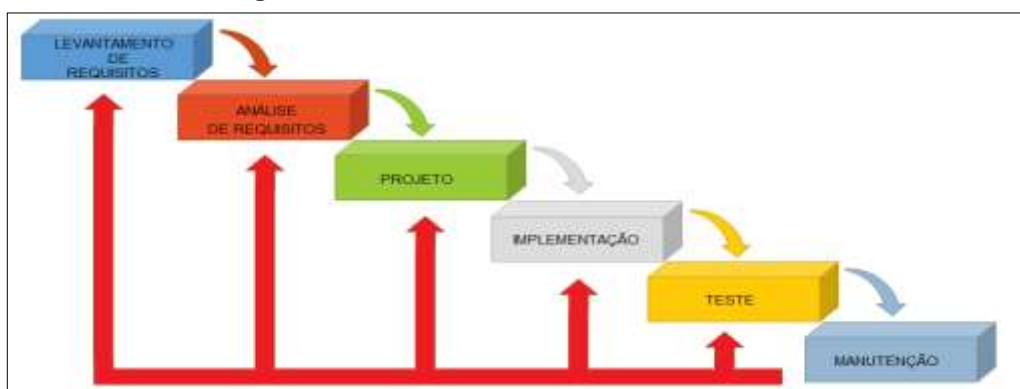 LEVANTAMENTO
DE
REQUISITOS
ANÁLISE
DE REQUISITOS
PROJETO
IMPLEMENTAÇÃO
TESTE
MANUTENÇÃO